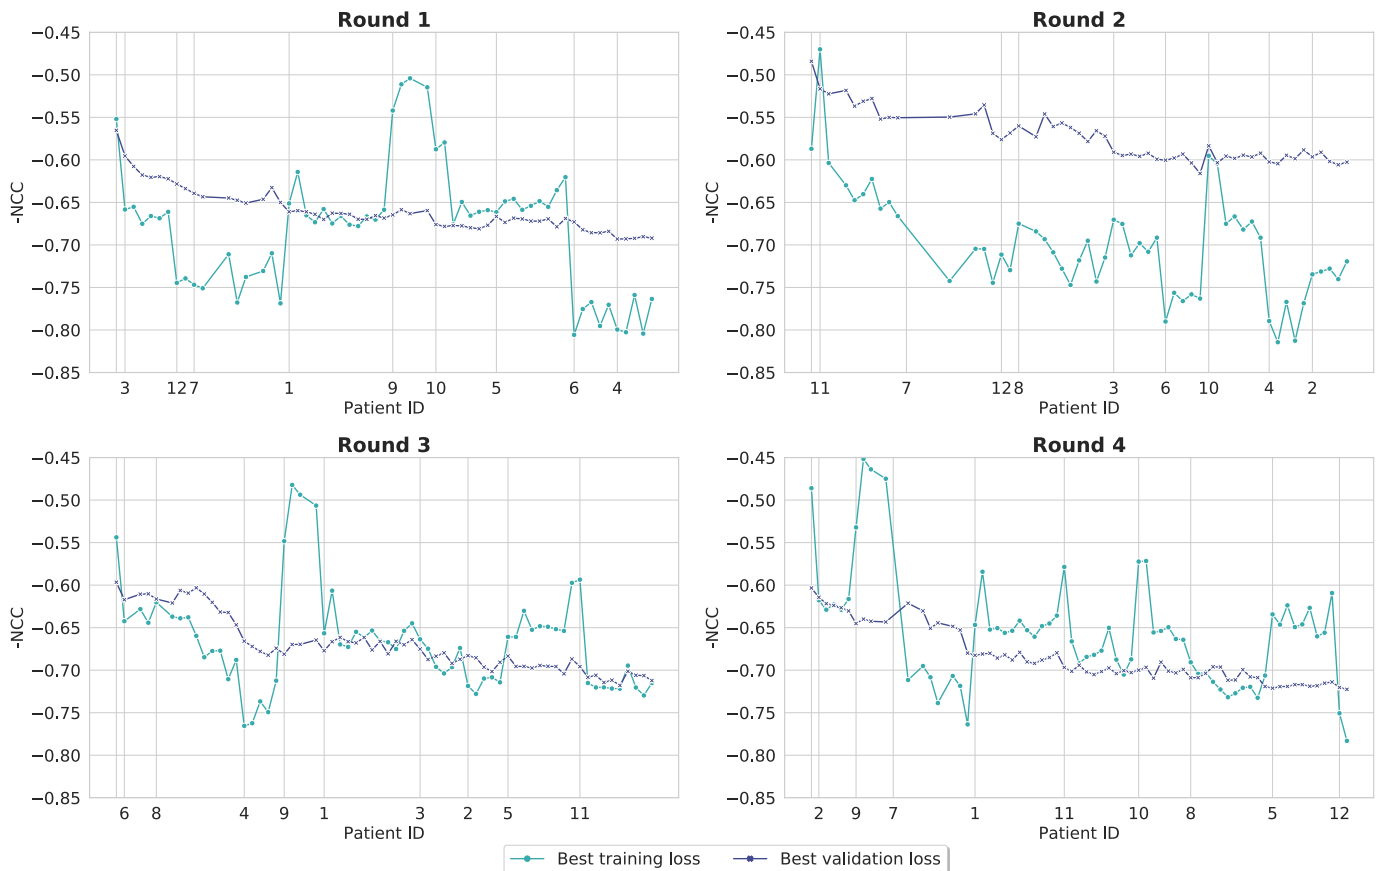 Round 1
−0.45
−0.50
−0.55
−0.60
−0.65
−0.70
−0.75
−0.80
−0.85
-NCC
3 12 7 1 9 10 5 6 4
Patient ID
Round 2
−0.45
−0.50
−0.55
−0.60
−0.65
−0.70
−0.75
−0.80
−0.85
-NCC
11 7 12 8 3 6 10 4 2
Patient ID
Round 3
−0.45
−0.50
−0.55
−0.60
−0.65
−0.70
−0.75
−0.80
−0.85
-NCC
6 8 4 9 1 3 2 5 11
Patient ID
Round 4
−0.45
−0.50
−0.55
−0.60
−0.65
−0.70
−0.75
−0.80
−0.85
-NCC
2 9 7 1 11 10 8 5 12
Patient ID
Best training loss Best validation loss